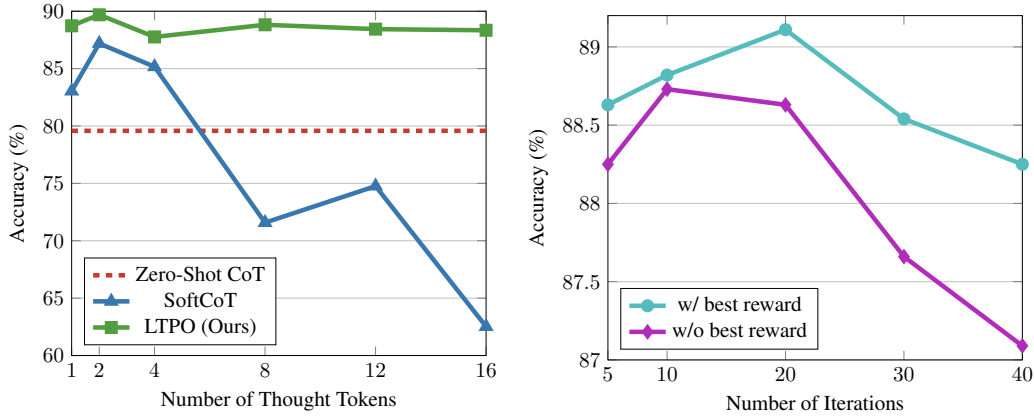 90
85
80
75
70
65
60
Accuracy (%)
Zero-Shot CoT
SoftCoT
LTPO (Ours)
1 2 4 8 12 16
Number of Thought Tokens
89
88.5
88
87.5
87
Accuracy (%)
w/ best reward
w/o best reward
5 10 20 30 40
Number of Iterations